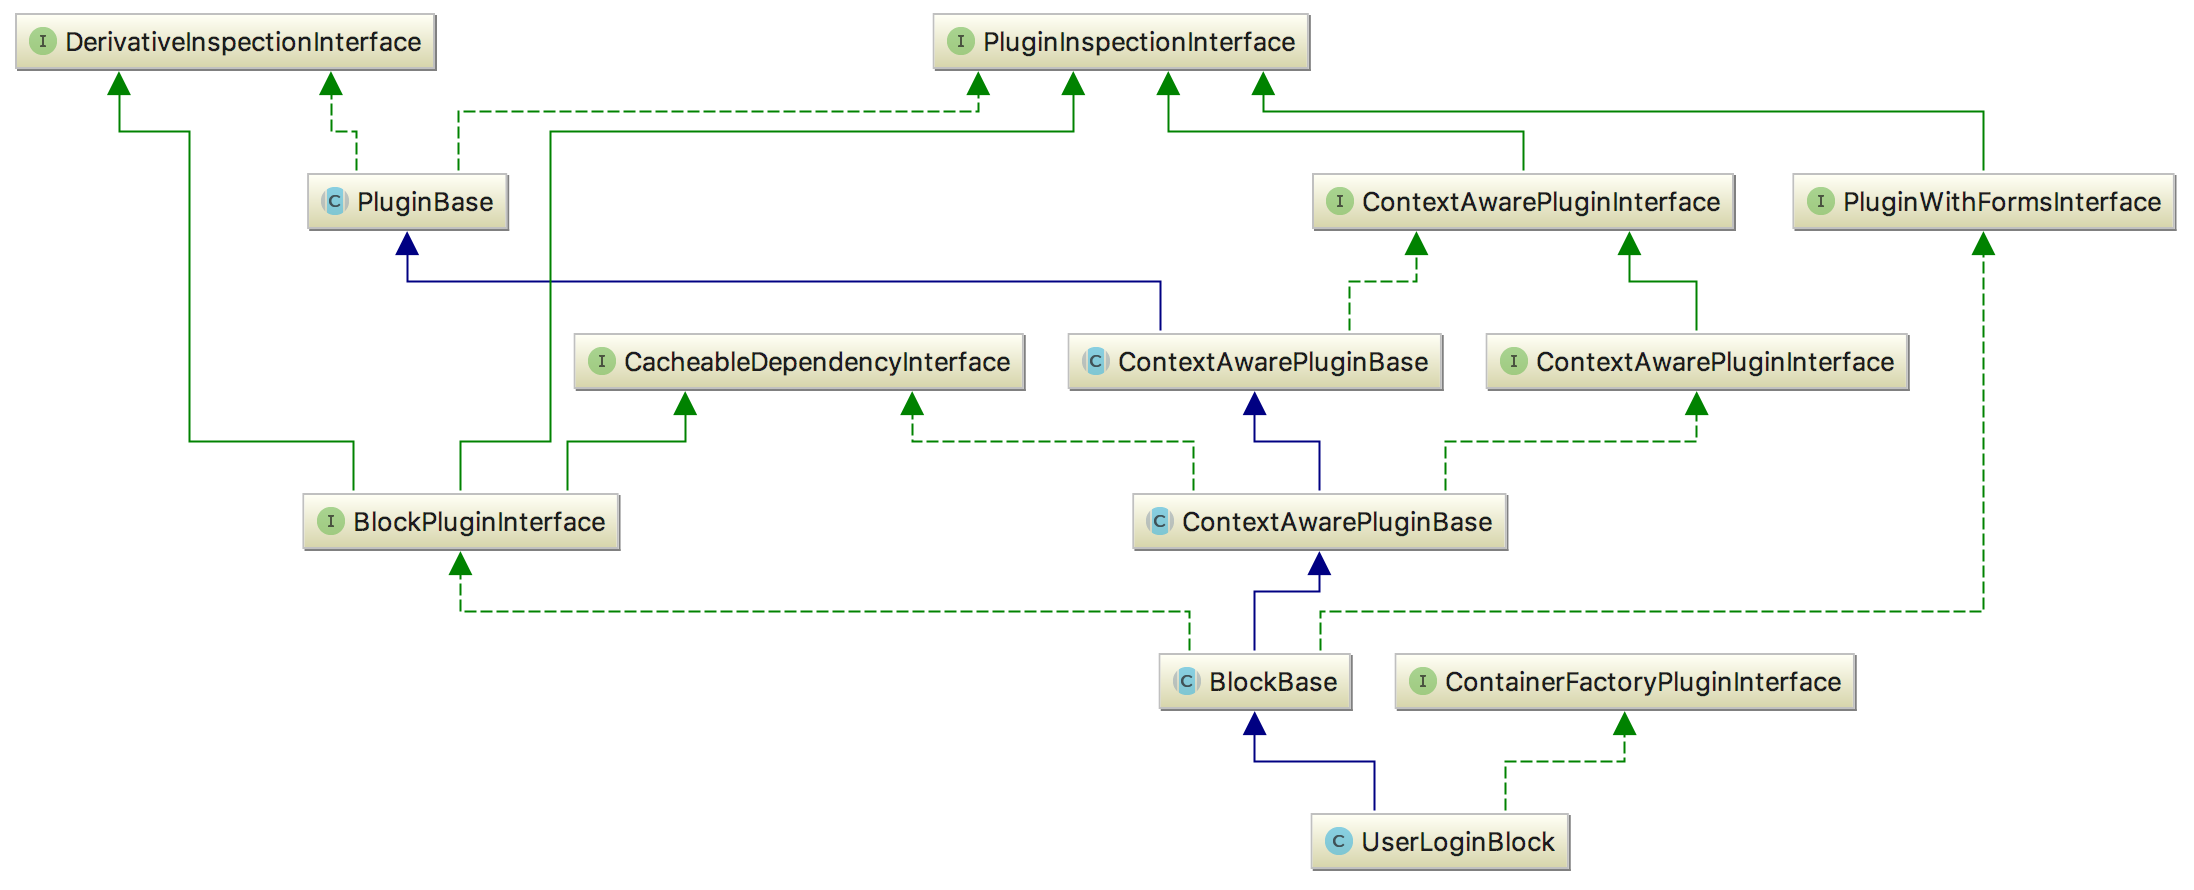 I DerivativeInspectionInterface
I PluginInspectionInterface
C PluginBase
I ContextAwarePluginInterface
I PluginWithFormsInterface
I CacheableDependencyInterface
C ContextAwarePluginBase
I ContextAwarePluginInterface
I BlockPluginInterface
C ContextAwarePluginBase
C BlockBase
I ContainerFactoryPluginInterface
C UserLoginBlock